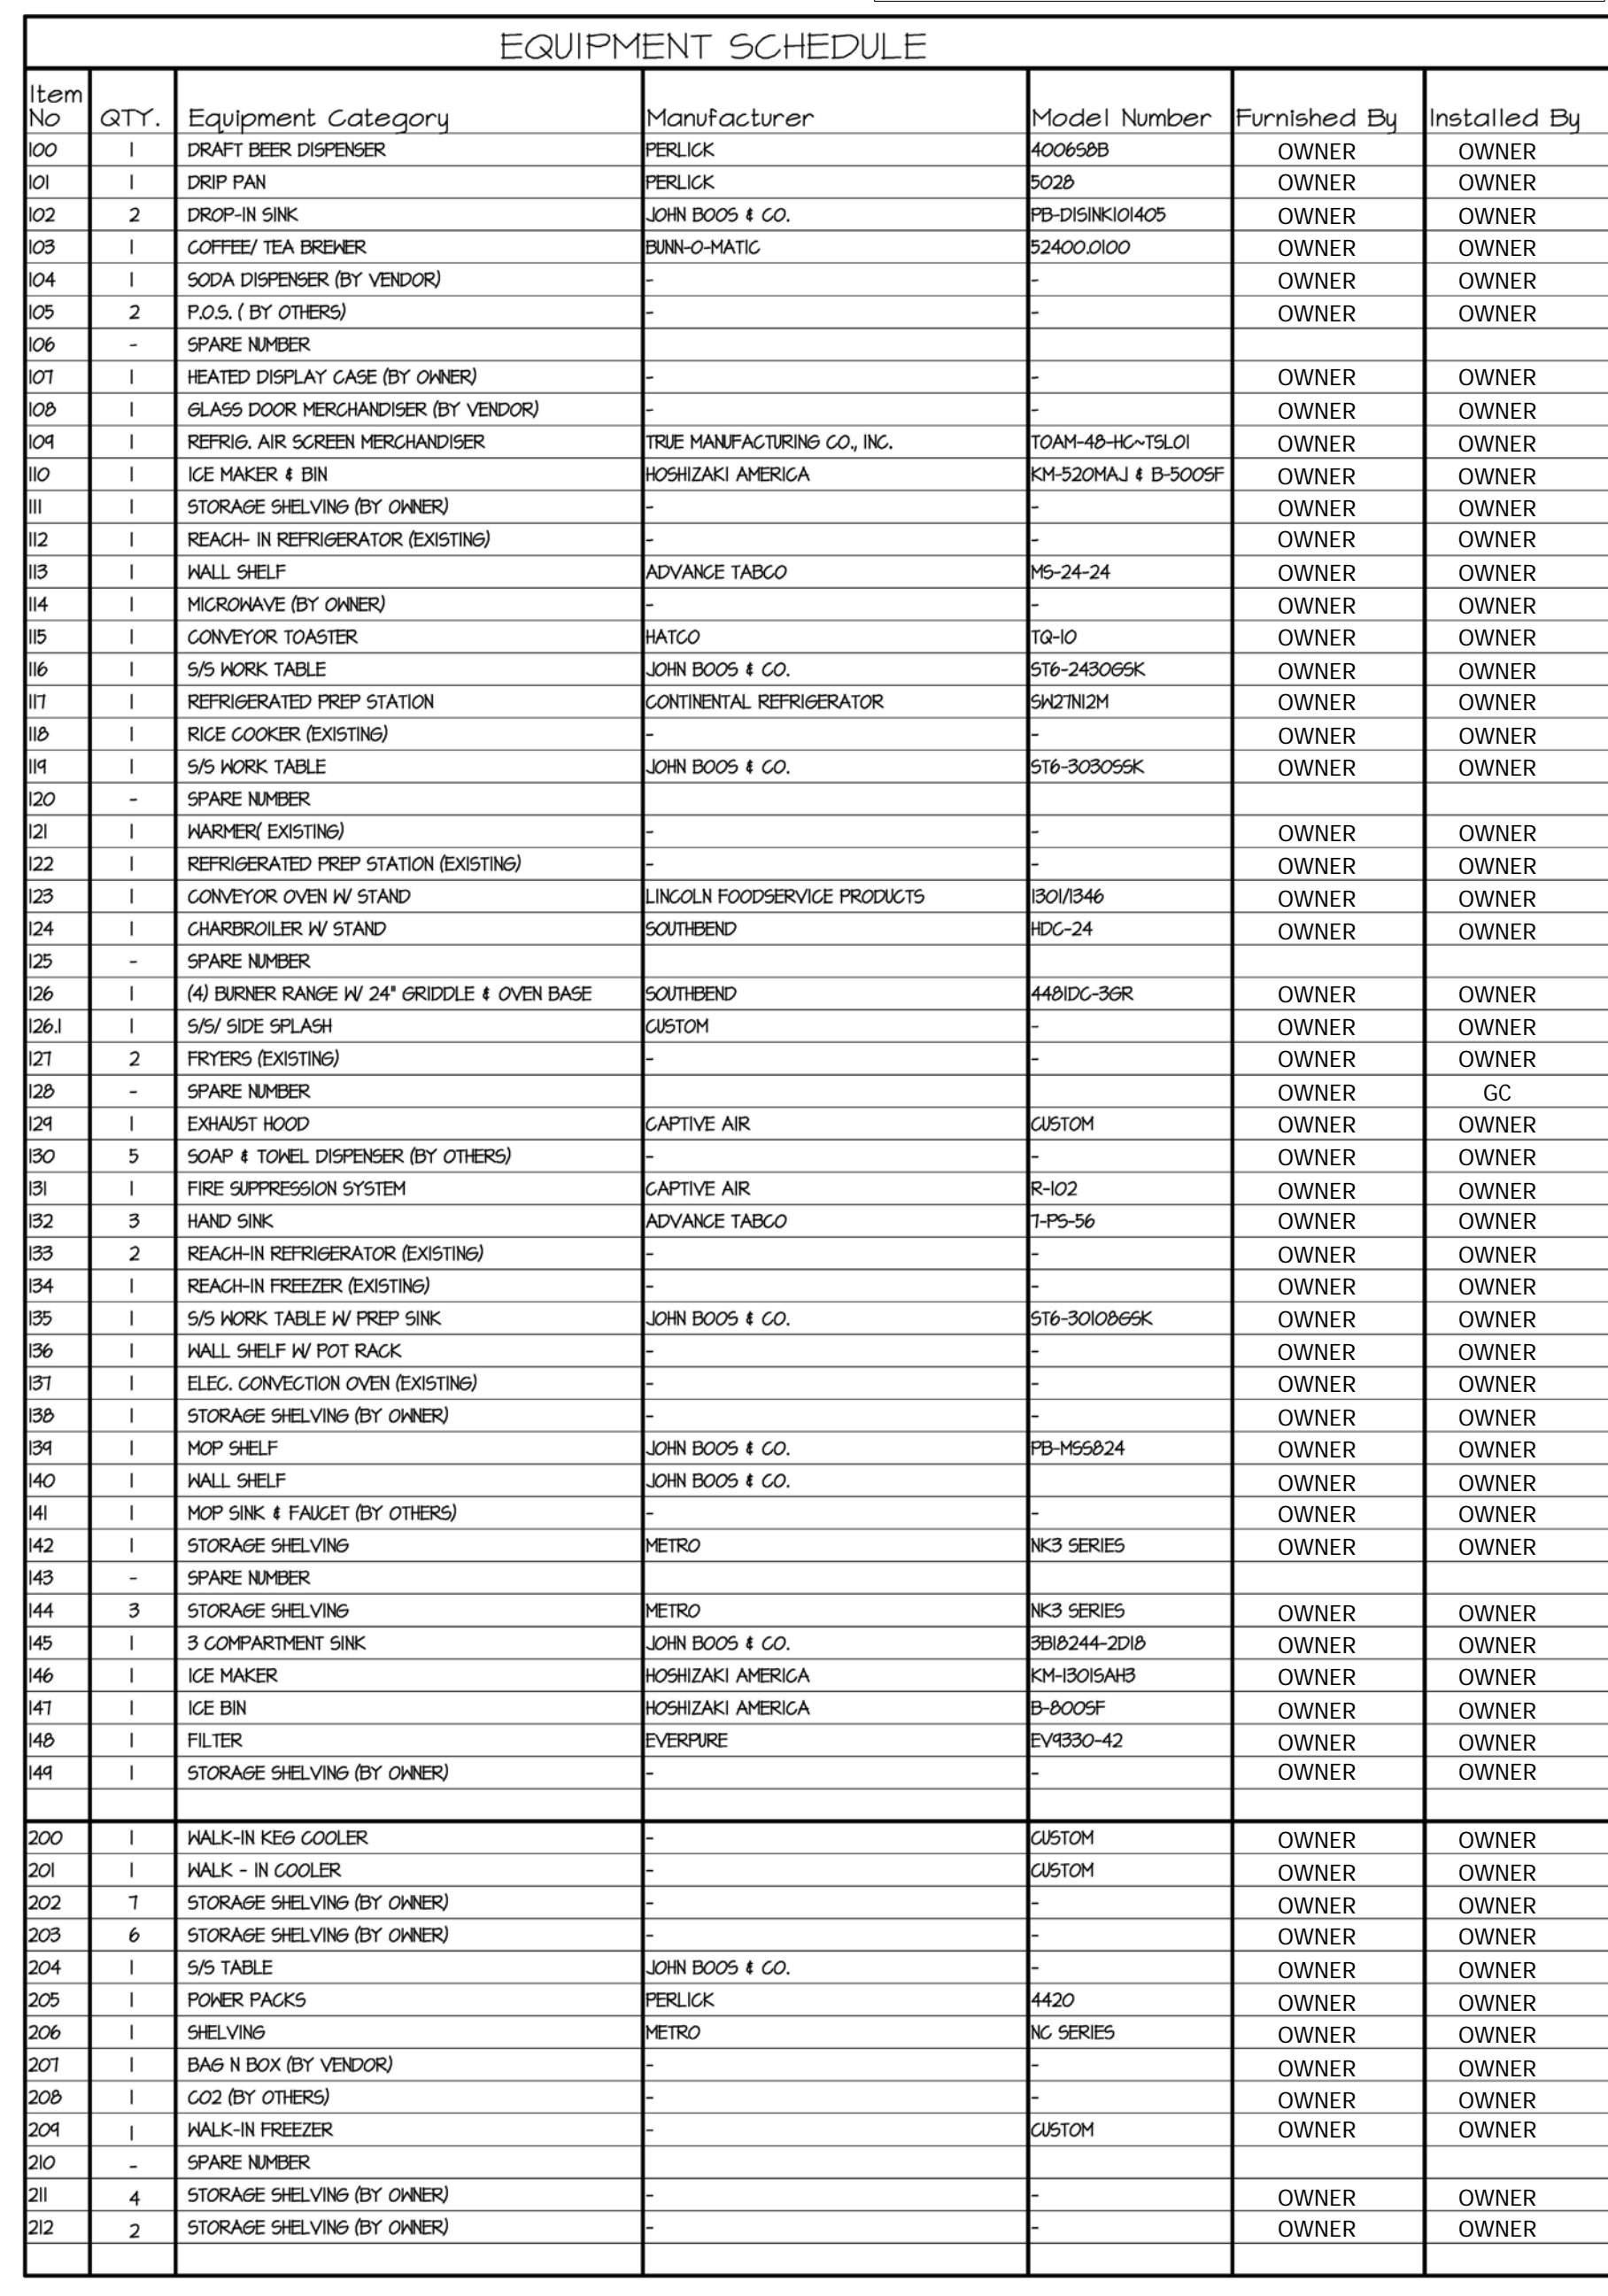 EQUIPMENT SCHEDULE
Item No QTY. Equipment Category Manufacturer Model Number Furnished By Installed By
100 1 DRAFT BEER DISPENSER PERLICK 4006S8B OWNER OWNER
101 1 DRIP PAN PERLICK 5028 OWNER OWNER
102 2 DROP-IN SINK JOHN BOOS & CO. PB-DISINK101405 OWNER OWNER
103 1 COFFEE/ TEA BREWER BUNN-O-MATIC 52400.0100 OWNER OWNER
104 1 SODA DISPENSER (BY VENDOR) - - OWNER OWNER
105 2 P.O.S. ( BY OTHERS) - - OWNER OWNER
106 - SPARE NUMBER
107 1 HEATED DISPLAY CASE (BY OWNER) - - OWNER OWNER
108 1 GLASS DOOR MERCHANDISER (BY VENDOR) - - OWNER OWNER
109 1 REFRIG. AIR SCREEN MERCHANDISER TRUE MANUFACTURING CO., INC. TOAM-48-HC~TSL01 OWNER OWNER
110 1 ICE MAKER & BIN HOSHIZAKI AMERICA KM-520MAJ & B-500SF OWNER OWNER
111 1 STORAGE SHELVING (BY OWNER) - - OWNER OWNER
112 1 REACH- IN REFRIGERATOR (EXISTING) - - OWNER OWNER
113 1 WALL SHELF ADVANCE TABCO MS-24-24 OWNER OWNER
114 1 MICROWAVE (BY OWNER) - - OWNER OWNER
115 1 CONVEYOR TOASTER HATCO TQ-10 OWNER OWNER
116 1 S/S WORK TABLE JOHN BOOS & CO. ST6-2430GSK OWNER OWNER
117 1 REFRIGERATED PREP STATION CONTINENTAL REFRIGERATOR SW27N12M OWNER OWNER
118 1 RICE COOKER (EXISTING) - - OWNER OWNER
119 1 S/S WORK TABLE JOHN BOOS & CO. ST6-3030SSK OWNER OWNER
120 - SPARE NUMBER
121 1 WARMER( EXISTING) - - OWNER OWNER
122 1 REFRIGERATED PREP STATION (EXISTING) - - OWNER OWNER
123 1 CONVEYOR OVEN W/ STAND LINCOLN FOODSERVICE PRODUCTS 1301/1346 OWNER OWNER
124 1 CHARBROILER W/ STAND SOUTHBEND HDC-24 OWNER OWNER
125 - SPARE NUMBER
126 1 (4) BURNER RANGE W/ 24" GRIDDLE & OVEN BASE SOUTHBEND 4481DC-3GR OWNER OWNER
126.1 1 S/S/ SIDE SPLASH CUSTOM - OWNER OWNER
127 2 FRYERS (EXISTING) - - OWNER OWNER
128 - SPARE NUMBER OWNER GC
129 1 EXHAUST HOOD CAPTIVE AIR CUSTOM OWNER OWNER
130 5 SOAP & TOWEL DISPENSER (BY OTHERS) - - OWNER OWNER
131 1 FIRE SUPPRESSION SYSTEM CAPTIVE AIR R-102 OWNER OWNER
132 3 HAND SINK ADVANCE TABCO 7-PS-56 OWNER OWNER
133 2 REACH-IN REFRIGERATOR (EXISTING) - - OWNER OWNER
134 1 REACH-IN FREEZER (EXISTING) - - OWNER OWNER
135 1 S/S WORK TABLE W/ PREP SINK JOHN BOOS & CO. ST6-30108GSK OWNER OWNER
136 1 WALL SHELF W/ POT RACK - - OWNER OWNER
137 1 ELEC. CONVECTION OVEN (EXISTING) - - OWNER OWNER
138 1 STORAGE SHELVING (BY OWNER) - - OWNER OWNER
139 1 MOP SHELF JOHN BOOS & CO. PB-MSS824 OWNER OWNER
140 1 WALL SHELF JOHN BOOS & CO. OWNER OWNER
141 1 MOP SINK & FAUCET (BY OTHERS) - - OWNER OWNER
142 1 STORAGE SHELVING METRO NK3 SERIES OWNER OWNER
143 - SPARE NUMBER
144 3 STORAGE SHELVING METRO NK3 SERIES OWNER OWNER
145 1 3 COMPARTMENT SINK JOHN BOOS & CO. 3B18244-2D18 OWNER OWNER
146 1 ICE MAKER HOSHIZAKI AMERICA KM-1301SAH3 OWNER OWNER
147 1 ICE BIN HOSHIZAKI AMERICA B-800SF OWNER OWNER
148 1 FILTER EVERPURE EV9330-42 OWNER OWNER
149 1 STORAGE SHELVING (BY OWNER) - - OWNER OWNER
200 1 WALK-IN KEG COOLER - CUSTOM OWNER OWNER
201 1 WALK - IN COOLER - CUSTOM OWNER OWNER
202 7 STORAGE SHELVING (BY OWNER) - - OWNER OWNER
203 6 STORAGE SHELVING (BY OWNER) - - OWNER OWNER
204 1 S/S TABLE JOHN BOOS & CO. - OWNER OWNER
205 1 POWER PACKS PERLICK 4420 OWNER OWNER
206 1 SHELVING METRO NC SERIES OWNER OWNER
207 1 BAG N BOX (BY VENDOR) - - OWNER OWNER
208 1 CO2 (BY OTHERS) - - OWNER OWNER
209 1 WALK-IN FREEZER - CUSTOM OWNER OWNER
210 - SPARE NUMBER
211 4 STORAGE SHELVING (BY OWNER) - - OWNER OWNER
212 2 STORAGE SHELVING (BY OWNER) - - OWNER OWNER